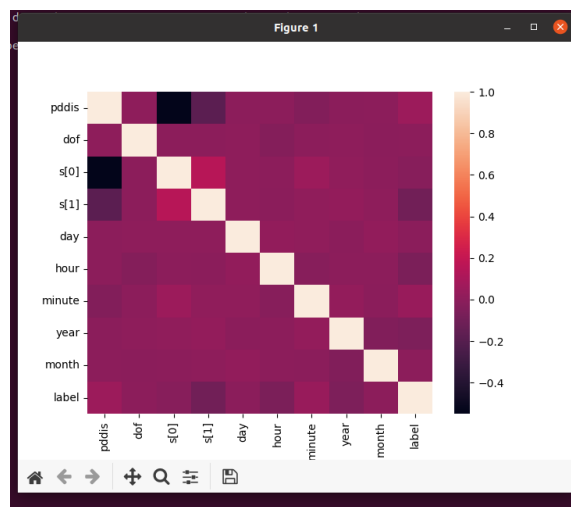 d
Figure 1
pddis
dof
s[0]
s[1]
day
hour
minute
year
month
label
pddis
dof
s[0]
s[1]
day
hour
minute
year
month
label
1.0
0.8
0.6
0.4
0.2
0.0
−0.2
−0.4